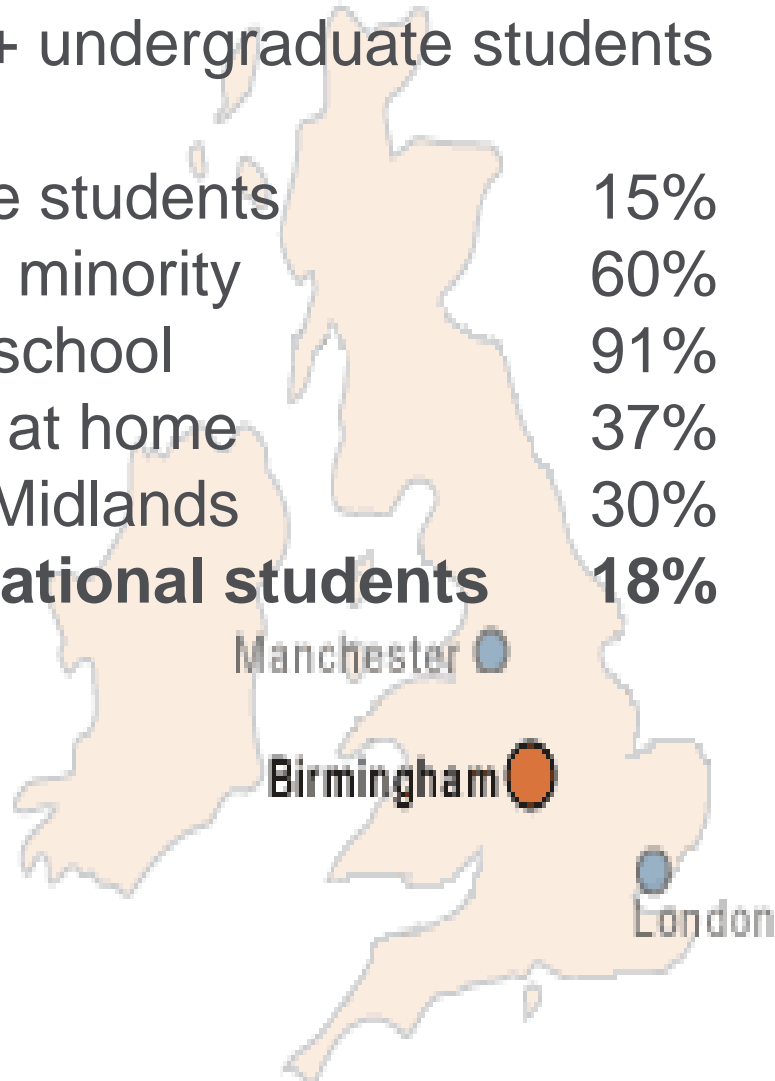 + undergraduate students
e students 15%
minority 60%
school 91%
at home 37%
Midlands 30%
ational students 18%
Manchester
Birmingham
London